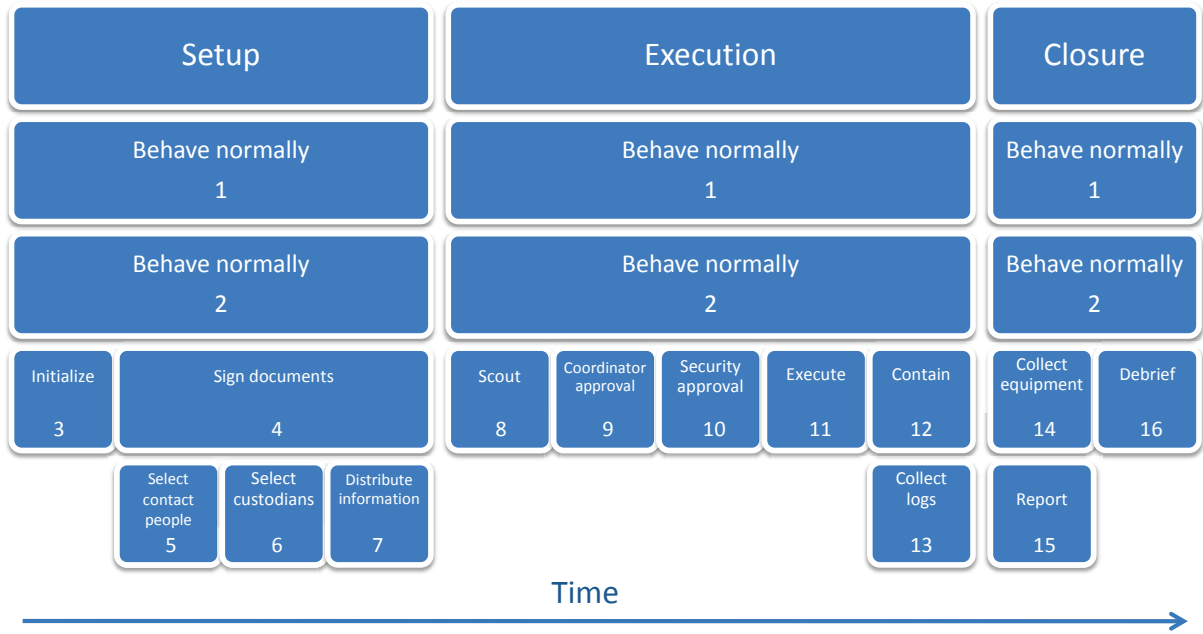 Setup
Execution
Closure
Behave normally
1
Behave normally
1
Behave normally
1
Behave normally
2
Behave normally
2
Behave normally
2
Initialize
3
Sign documents
4
Scout
8
Coordinator
approval
9
Security
approval
10
Execute
11
Contain
12
Collect
equipment
14
Debrief
16
Select
contact
people
5
Select
custodians
6
Distribute
information
7
Collect
logs
13
Report
15
Time